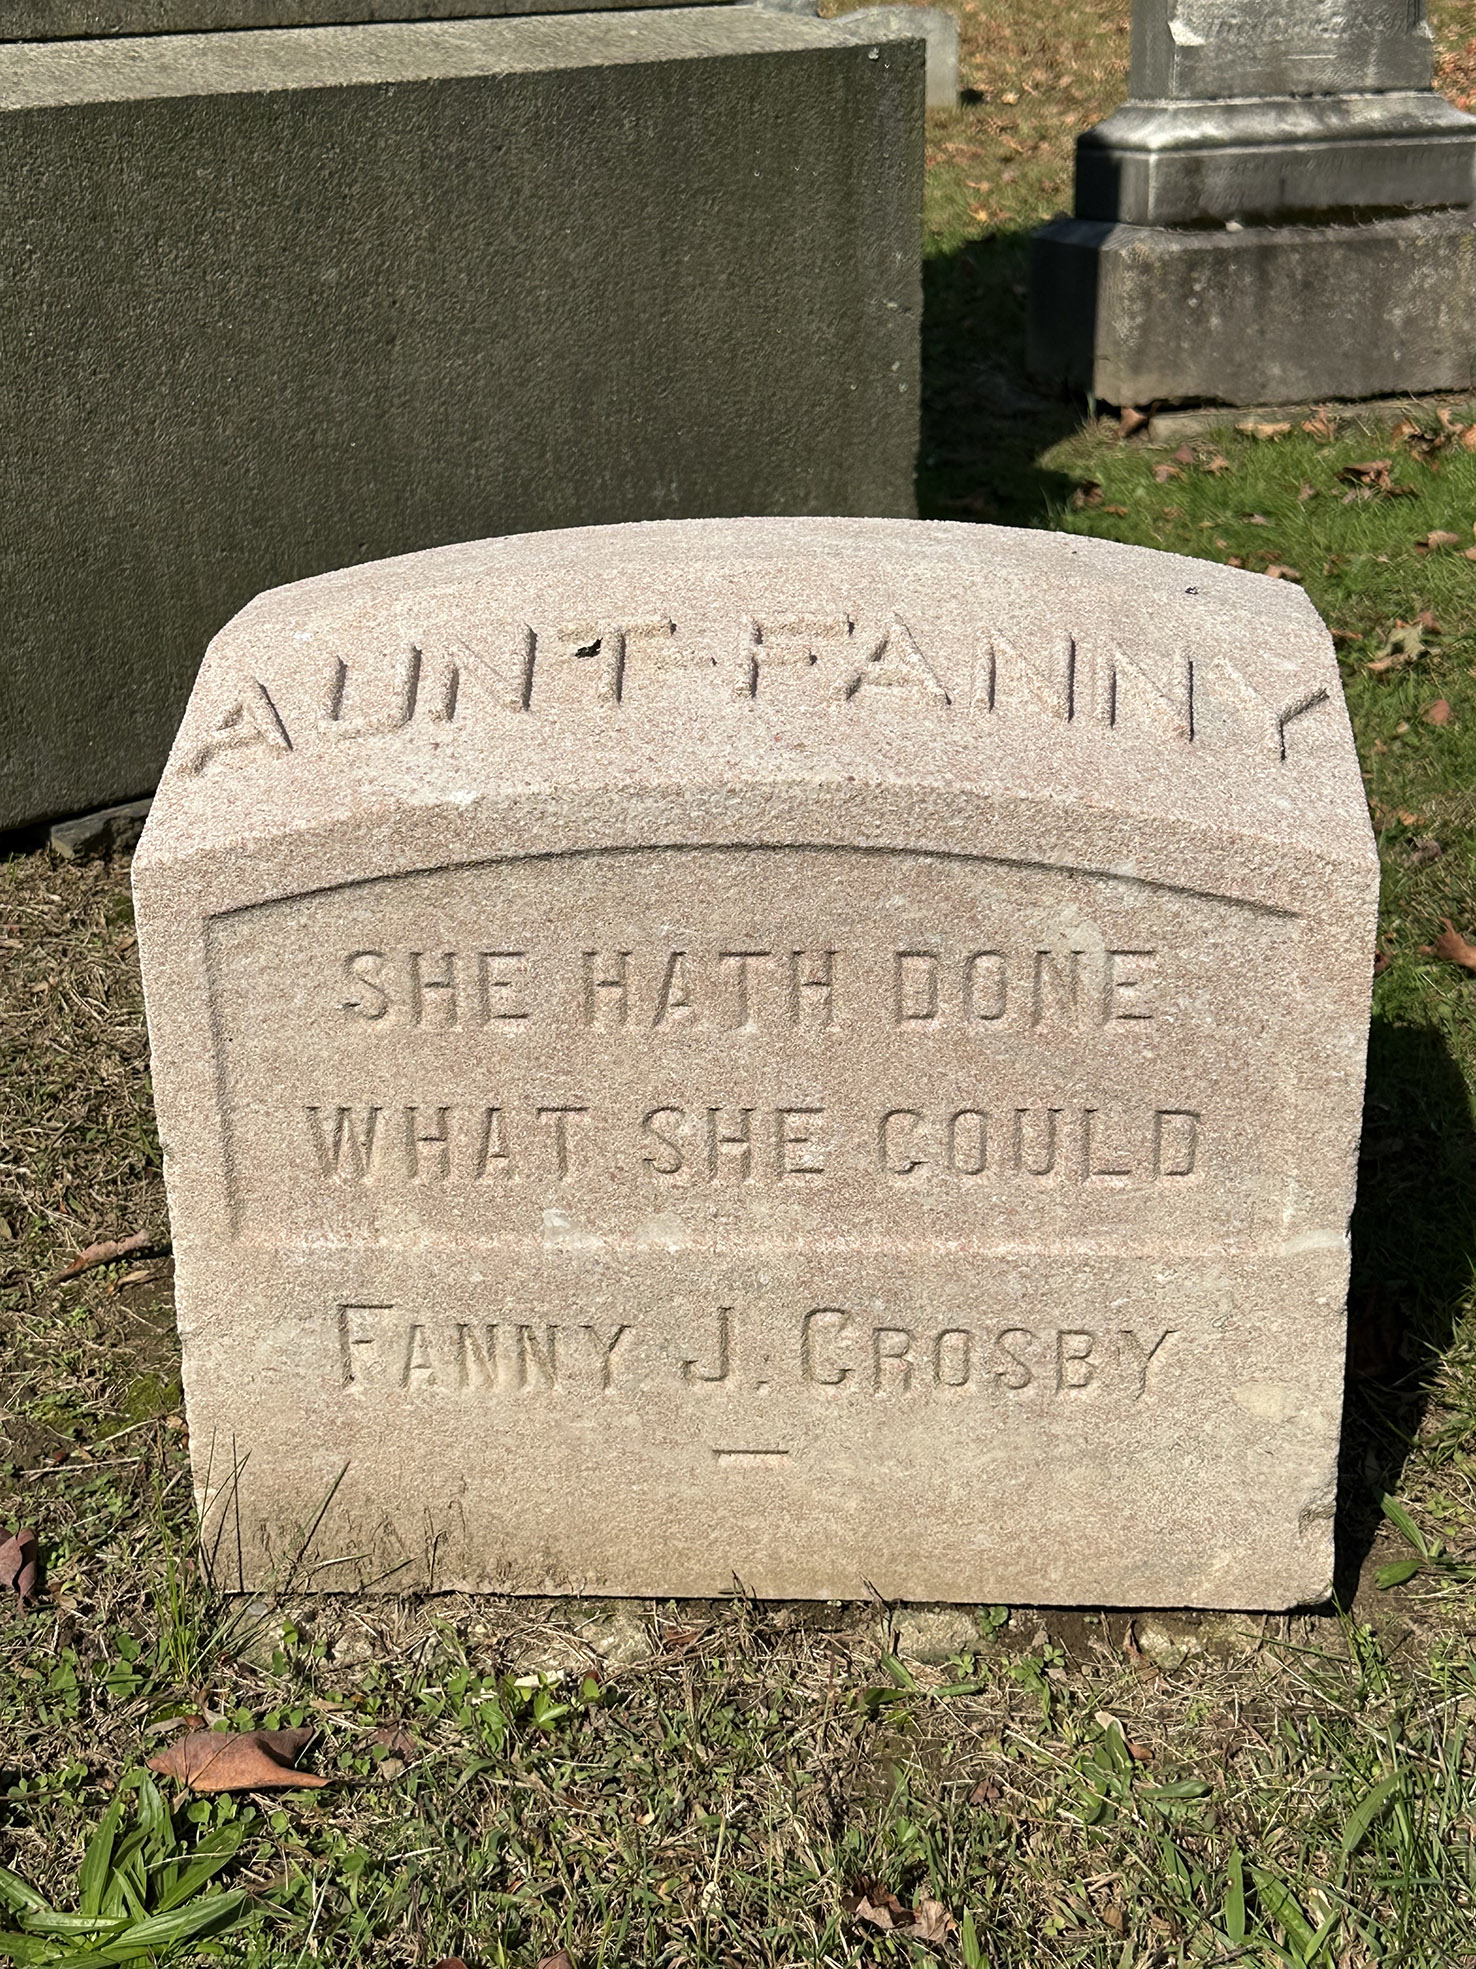 AUNT FANNY
SHE HATH DONE
WHAT SHE COULD
FANNY J. CROSBY